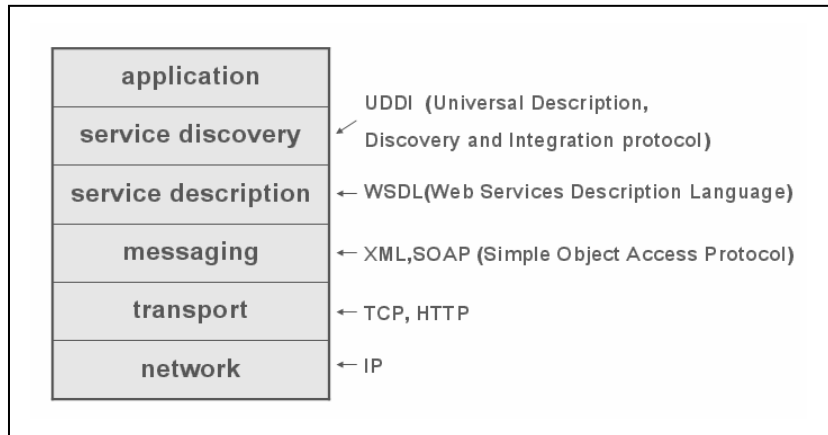 application
UDDI (Universal Description,
service discovery
Discovery and Integration protocol)
service description
WSDL(Web Services Description Language)
messaging
XML,SOAP (Simple Object Access Protocol)
transport
TCP, HTTP
network
IP